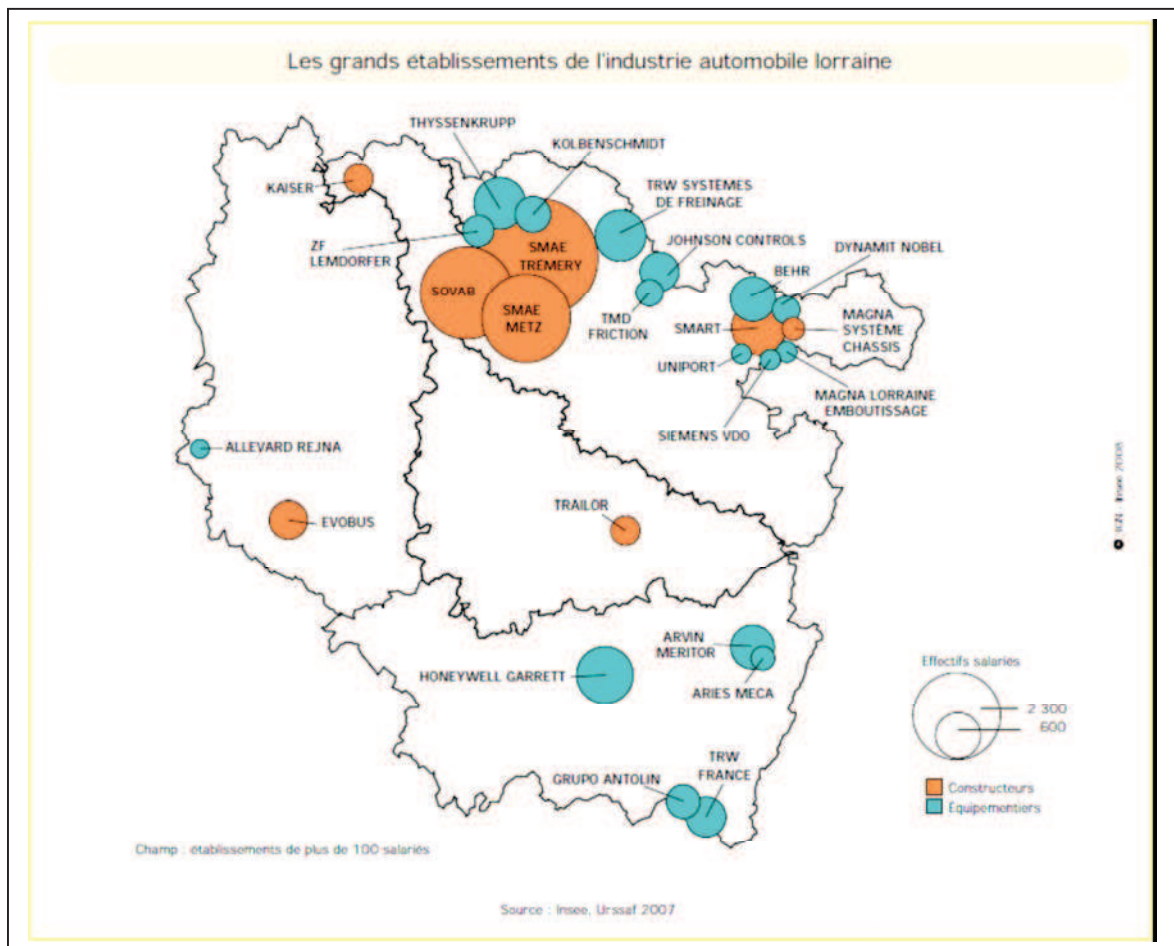 Les grands établissements de l'industrie automobile lorraine
THYSSENKRUPP
KOLBENSCHMIDT
KAISER
TRW SYSTÈMES
DE FREINAGE
ZF
LEMDORFER
SMAE
TREMERY
JOHNSON CONTROLS
DYNAMIT NOBEL
BEHR
SOVAB
SMAE
METZ
TMD
FRICTION
SMART
MAGNA
SYSTÈME
CHASSIS
UNIPORT
MAGNA LORRAINE
EMBOUTISSAGE
SIEMENS VDO
ALLEVARD REJNA
EVOBUS
TRAILOR
ARVIN
MERITOR
HONEYWELL GARRETT
ARIES MECA
TRW
FRANCE
GRUPO ANTOLIN
Effectifs salariés
2 300
600
Constructeurs
Équipementiers
Champ : établissements de plus de 100 salariés
Source : Insee, Urssaf 2007
Insee 2008